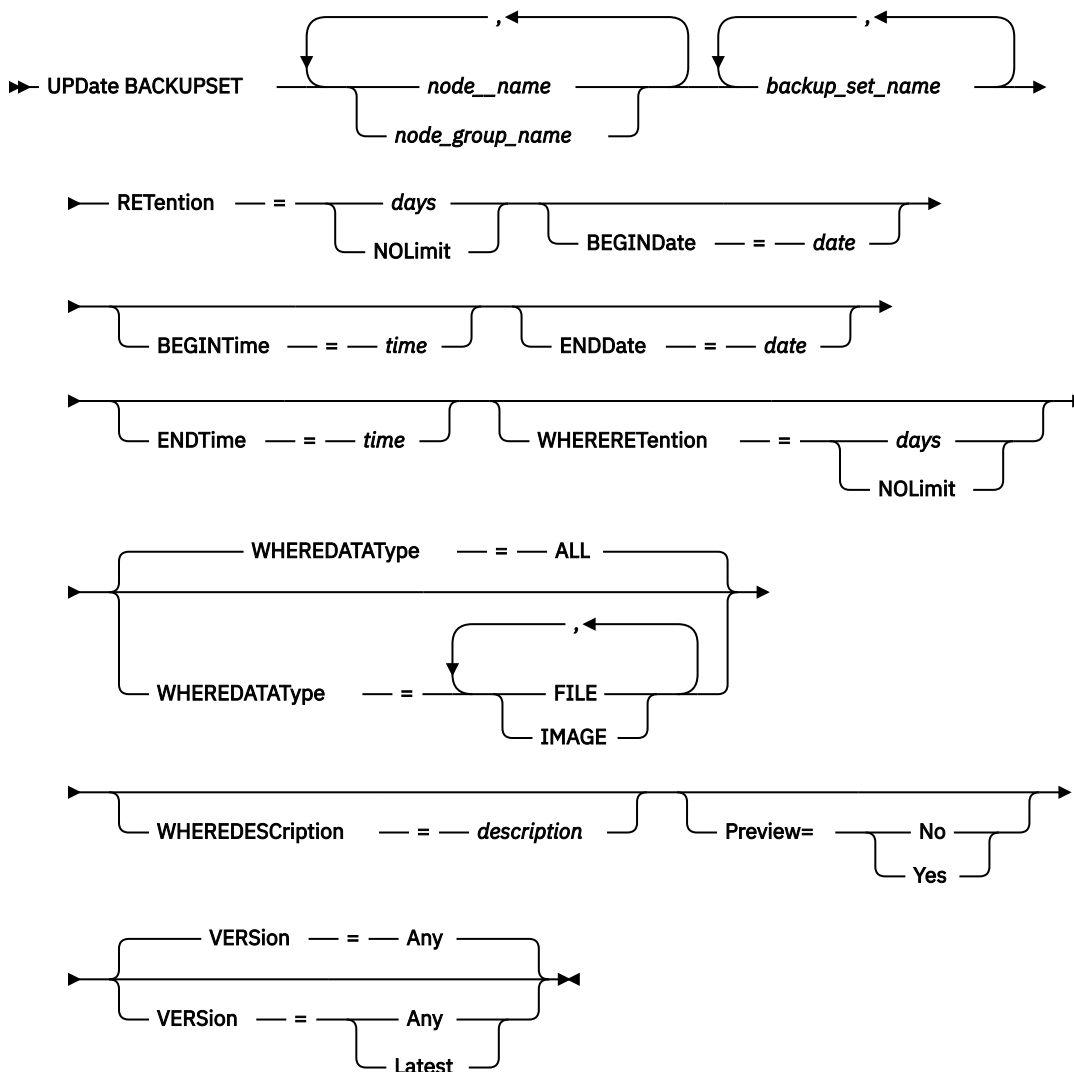 , ,
UPDate BACKUPSET node__name backup_set_name
node_group_name
RETention = days
NOLimit
BEGINDate = date
BEGINTime = time ENDDate = date
ENDTime = time WHERERETention = days
NOLimit
WHEREDATAType = ALL
,
WHEREDATAType = FILE
IMAGE
WHEREDESCription = description Preview= No
Yes
VERSion = Any
VERSion = Any
Latest